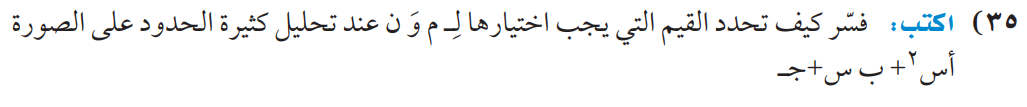 ٣٥) اكتب: فسّر كيف تحدد القيم التي يجب اختيارها لِـ م وَ ن عند تحليل كثيرة الحدود على الصورة
أس٢+ ب س+جـ